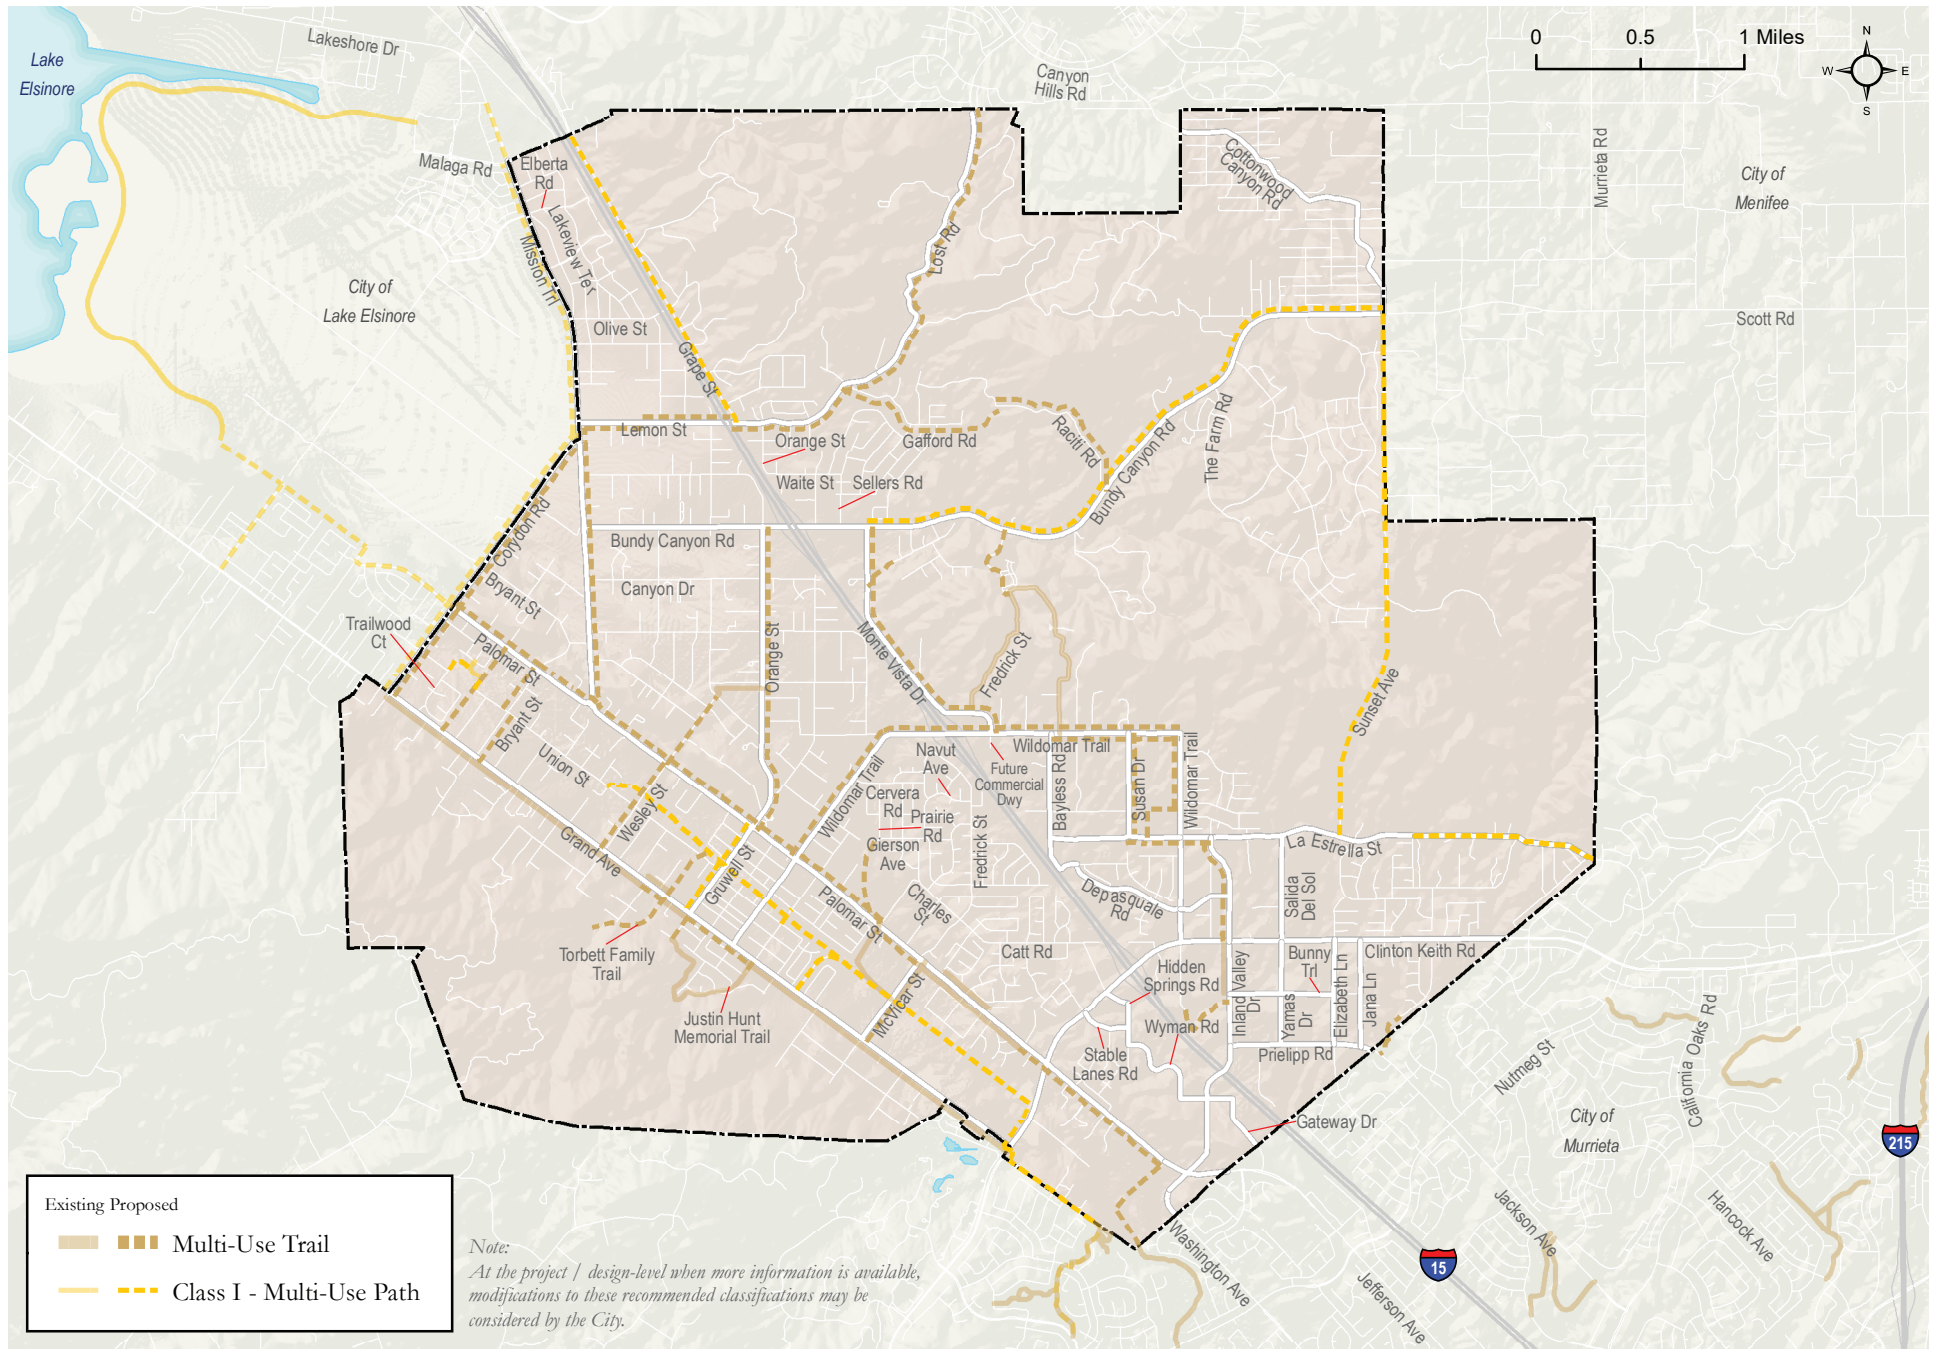 Lake
Elsinore
Lakeshore Dr
Canyon
Hills Rd
0 0.5 1 Miles
N
W E
S
Malaga Rd
Elberta
Rd
Lakeview Ter
Mission Trl
Cottonwood
Canyon Rd
Murrieta Rd
City of
Menifee
City of
Lake Elsinore
Olive St
Grape St
Lost Rd
Scott Rd
Lemon St
Orange St
Gafford Rd
Raciti Rd
Bundy Canyon Rd
The Farm Rd
Waite St
Sellers Rd
Corydon Rd
Bundy Canyon Rd
Canyon Dr
Bryant St
Trailwood
Ct
Palomar St
Bryant St
Orange St
Monte Vista Dr
Fredrick St
Sunset Ave
Union St
Wildomar Trail
Navut
Ave
Wildomar Trail
Future
Commercial
Dwy
Bayless Rd
Susan Dr
Wildomar Trail
Cervera
Rd
Prairie
Rd
Gierson
Ave
Wesley St
Grand Ave
Gruwell St
Fredrick St
La Estrella St
Charles
St
Palomar St
Depasquale
Rd
Salida
Del Sol
Torbett Family
Trail
Catt Rd
Hidden
Springs Rd
Inland Valley
Dr
Bunny
Trl
Clinton Keith Rd
Elizabeth Ln
Jana Ln
Yamas
Dr
Justin Hunt
Memorial Trail
McVicar St
Wyman Rd
Stable
Lanes Rd
Prielipp Rd
Nutmeg St
California Oaks Rd
City of
Murrieta
Gateway Dr
215
Washington Ave
Jackson Ave
Hancock Ave
15
Jefferson Ave
Existing Proposed
Multi-Use Trail
Class I - Multi-Use Path
Note:
At the project / design-level when more information is available,
modifications to these recommended classifications may be
considered by the City.